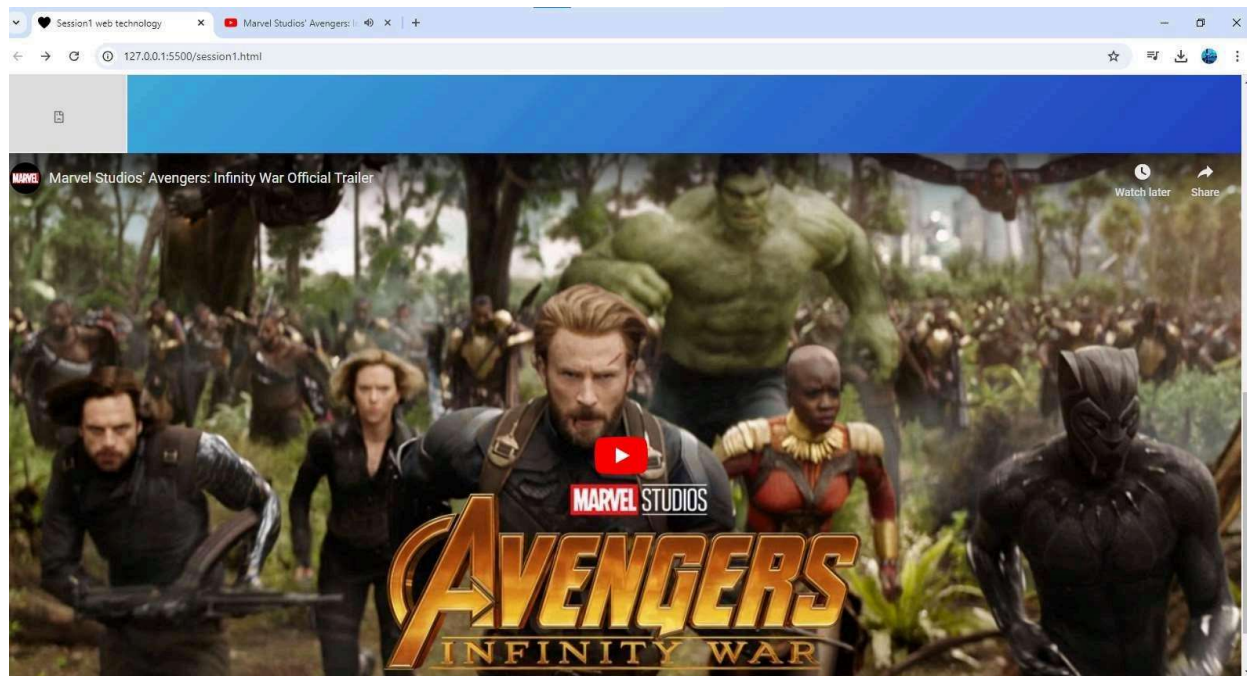 Session1 web technology
Marvel Studios' Avengers: I
127.0.0.1:5500/session1.html
MARVEL
Marvel Studios' Avengers: Infinity War Official Trailer
Watch later
Share
MARVEL STUDIOS
AVENGERS
INFINITY WAR